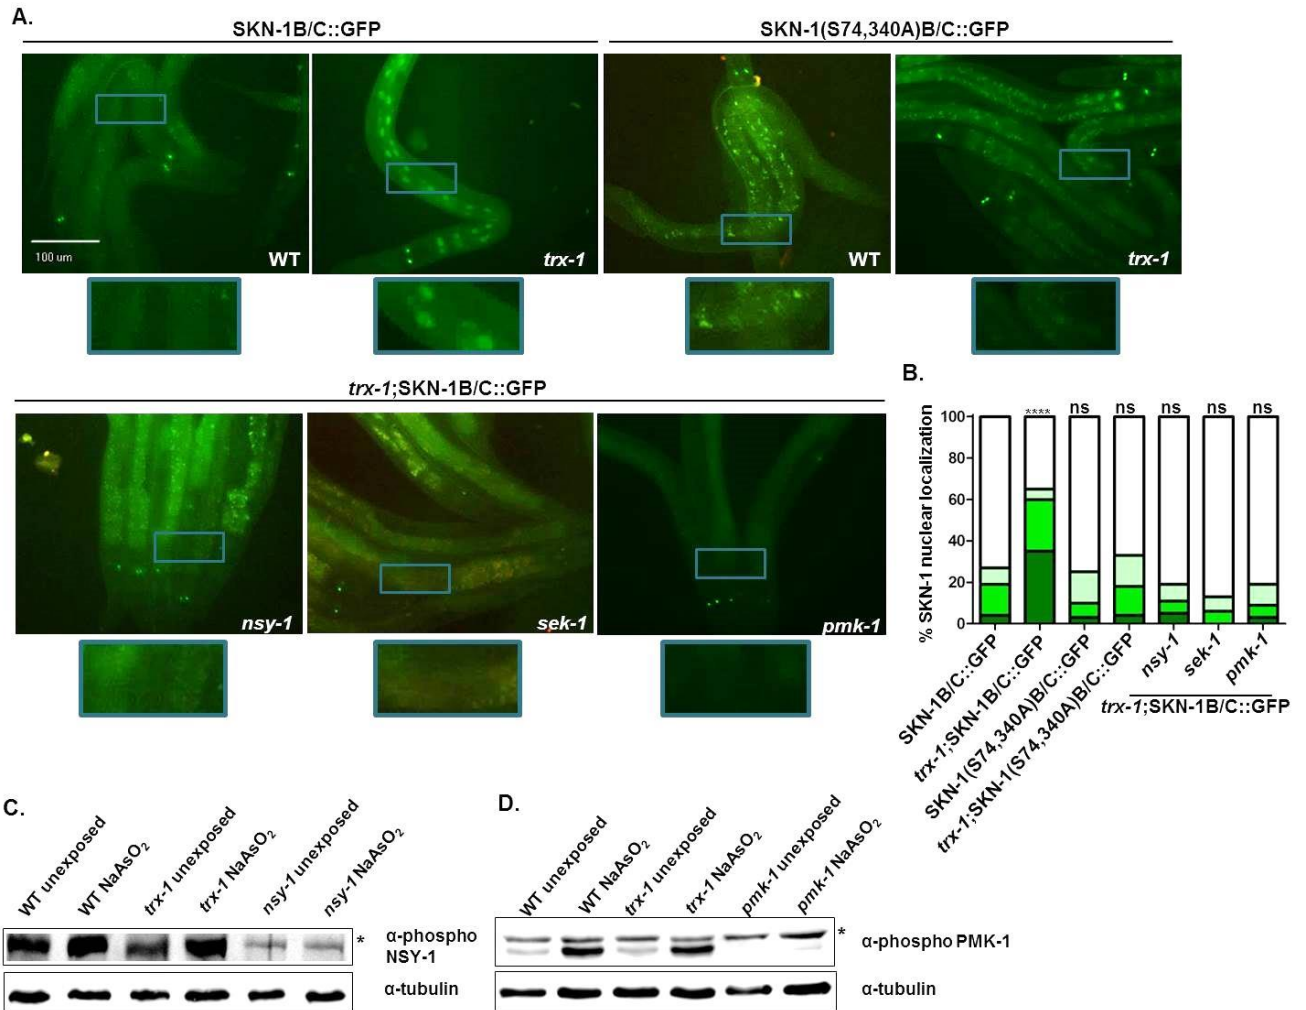 A.
SKN-1B/C::GFP
SKN-1(S74,340A)B/C::GFP
100 um
WT
trx-1
WT
trx-1
trx-1;SKN-1B/C::GFP
nsy-1
sek-1
pmk-1
B.
% SKN-1 nuclear localization
100
80
60
40
20
0
****
ns
ns
ns
ns
ns
SKN-1B/C::GFP
trx-1;SKN-1B/C::GFP
SKN-1(S74,340A)B/C::GFP
trx-1;SKN-1(S74,340A)B/C::GFP
nsy-1
sek-1
pmk-1
trx-1;SKN-1B/C::GFP
C.
WT unexposed
WT NaAsO₂
trx-1 unexposed
trx-1 NaAsO₂
nsy-1 unexposed
nsy-1 NaAsO₂
*
α-phospho
NSY-1
α-tubulin
D.
WT unexposed
WT NaAsO₂
trx-1 unexposed
trx-1 NaAsO₂
pmk-1 unexposed
pmk-1 NaAsO₂
*
α-phospho PMK-1
α-tubulin